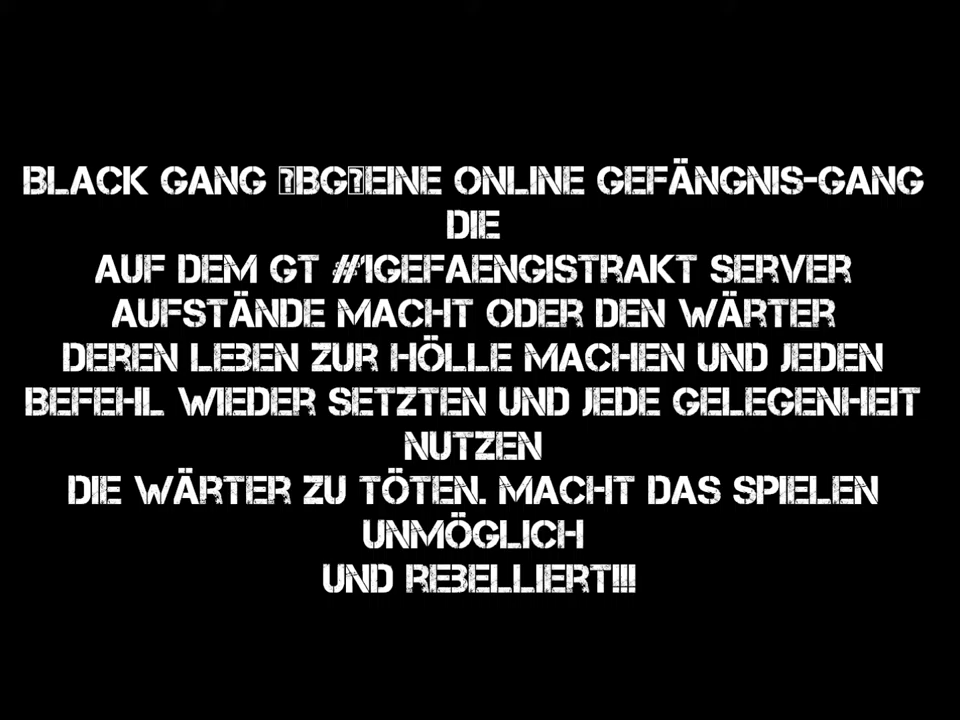 BLACK GANG BG EINE ONLINE GEFÄNGNIS-GANG
DIE
AUF DEM GT #1GEFAENGISTRAKT SERVER
AUFSTÄNDE MACHT ODER DEN WÄRTER
DEREN LEBEN ZUR HÖLLE MACHEN UND JEDEN
BEFEHL WIEDER SETZTEN UND JEDE GELEGENHEIT
NUTZEN
DIE WÄRTER ZU TÖTEN. MACHT DAS SPIELEN
UNMÖGLICH
UND REBELLIERT!!!